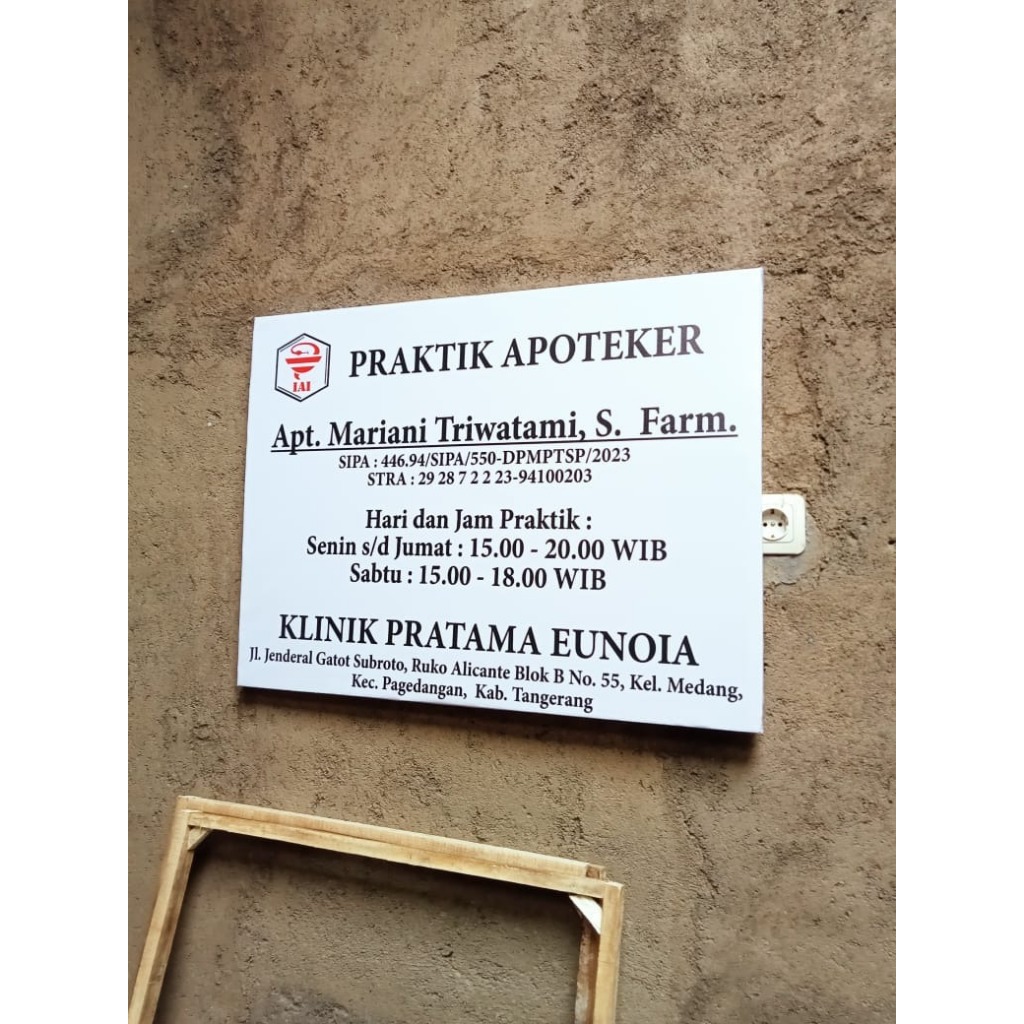 IAI
PRAKTIK APOTEKER
Apt. Mariani Triwatami, S. Farm.
SIPA : 446.94/SIPA/550-DPMPTSP/2023
STRA : 29 28 7 2 2 23-94100203
Hari dan Jam Praktik :
Senin s/d Jumat : 15.00 - 20.00 WIB
Sabtu : 15.00 - 18.00 WIB
KLINIK PRATAMA EUNOIA
Jl. Jenderal Gatot Subroto, Ruko Alicante Blok B No. 55, Kel. Medang,
Kec. Pagedangan, Kab. Tangerang